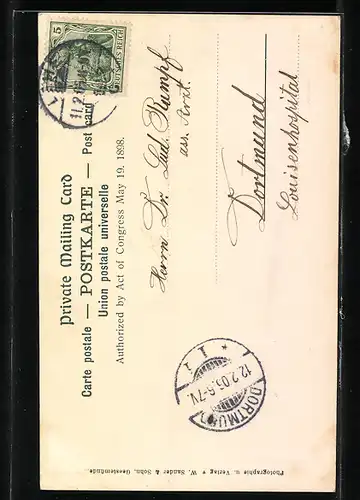 Private Mailing Card
Carte postale — POSTKARTE — Post card
Union postale universelle
Authorized by Act of Congress May 19. 1898.
5
DEUTSCHES REICH
Herrn Dr. Lud. Rumpf
ass. Arzt.
Dortmund
Louisenhospital
DORTMUND
12.2.05.6-7V.
* 1 1
Photographie u. Verlag v. W. Sander & Sohn, Geestemünde.